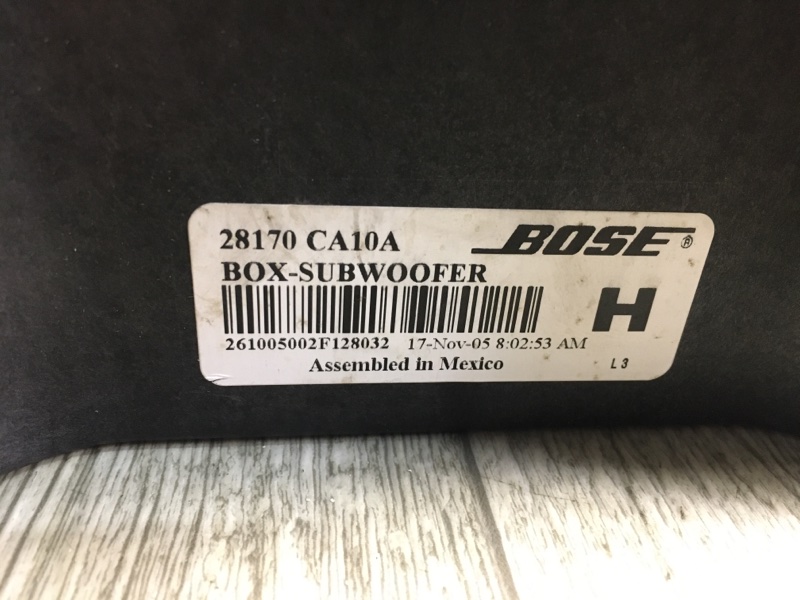 28170 CA10A
BOSE®
BOX-SUBWOOFER
H
261005002F128032 17-Nov-05 8:02:53 AM
Assembled in Mexico
L3